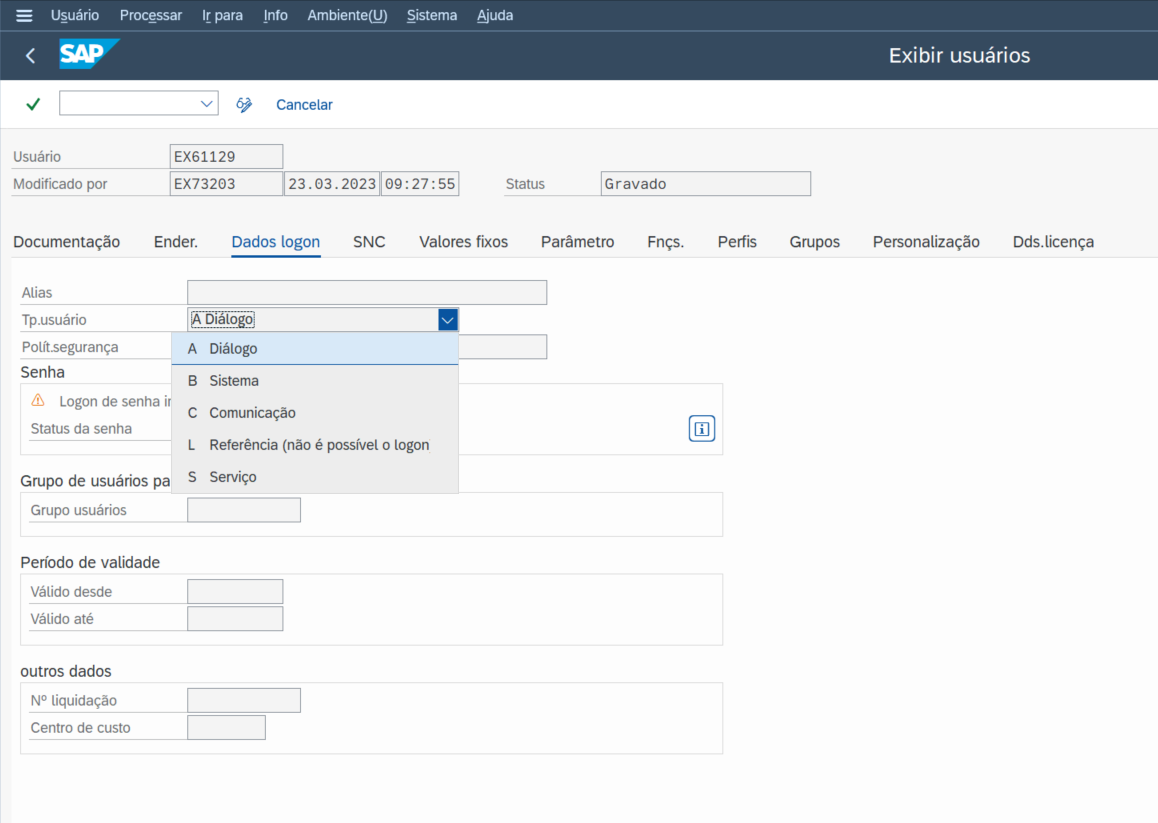 Usuário Processar Ir para Info Ambiente(U) Sistema Ajuda
SAP Exibir usuários
Cancelar
Usuário EX61129
Modificado por EX73203 23.03.2023 09:27:55 Status Gravado
Documentação Ender. Dados logon SNC Valores fixos Parâmetro Fnçs. Perfis Grupos Personalização Dds.licença
Alias
Tp.usuário A Diálogo
Polít.segurança
A Diálogo
Senha
B Sistema
Logon de senha in
C Comunicação
Status da senha
L Referência (não é possível o logon
S Serviço
Grupo de usuários pa
Grupo usuários
Período de validade
Válido desde
Válido até
outros dados
Nº liquidação
Centro de custo